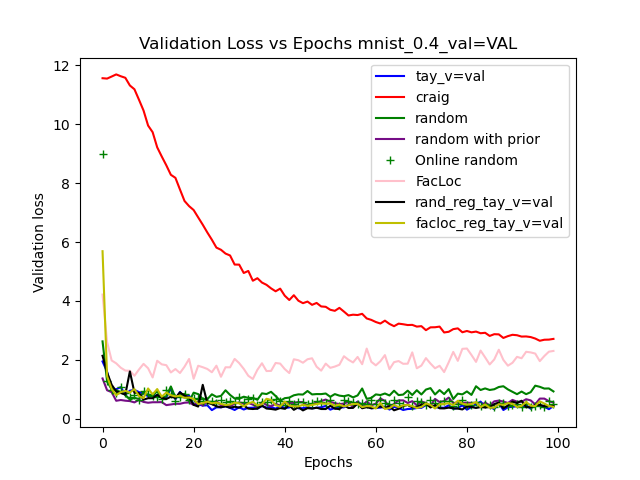 Validation Loss vs Epochs mnist_0.4_val=VAL
Validation loss
12
10
8
6
4
2
0
tay_v=val
craig
random
random with prior
Online random
FacLoc
rand_reg_tay_v=val
facloc_reg_tay_v=val
0 20 40 60 80 100
Epochs